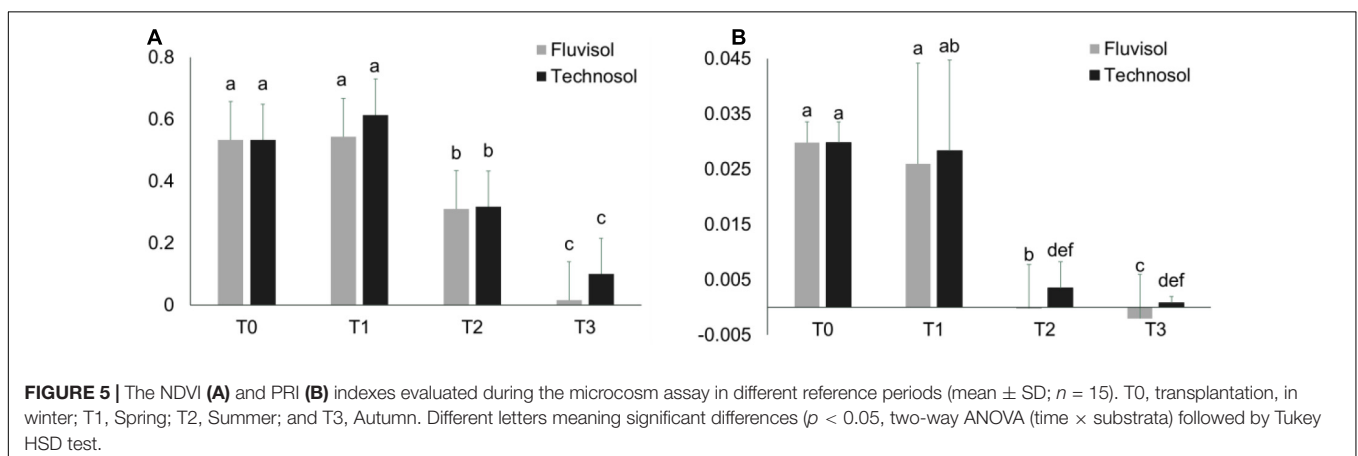 A
Fluvisol
Technosol
0.8
0.6
0.4
0.2
0
a a a a b b c c
T0 T1 T2 T3
B
Fluvisol
Technosol
0.045
0.035
0.025
0.015
0.005
-0.005
a a a ab b def c def
T0 T1 T2 T3
FIGURE 5 | The NDVI (A) and PRI (B) indexes evaluated during the microcosm assay in different reference periods (mean ± SD; n = 15). T0, transplantation, in
winter; T1, Spring; T2, Summer; and T3, Autumn. Different letters meaning significant differences (p < 0.05, two-way ANOVA (time × substrata) followed by Tukey
HSD test.